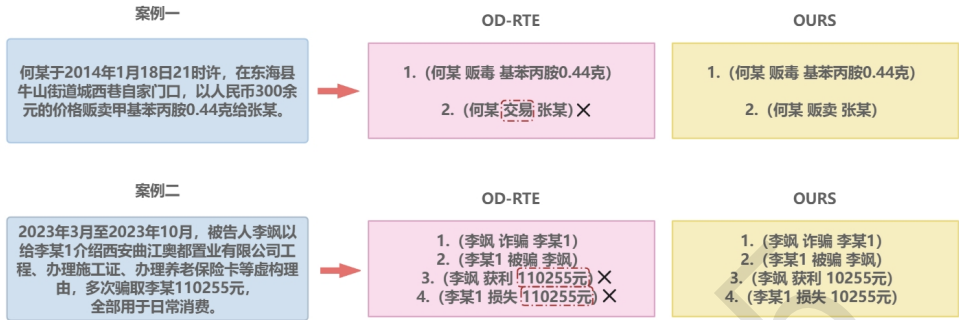 案例一
OD-RTE
OURS
何某于2014年1月18日21时许，在东海县
牛山街道城西巷自家门口，以人民币300余
元的价格贩卖甲基苯丙胺0.44克给张某。
1.（何某 贩毒 基苯丙胺0.44克）
2.（何某 交易 张某）×
1.（何某 贩毒 基苯丙胺0.44克）
2.（何某 贩卖 张某）
案例二
OD-RTE
OURS
2023年3月至2023年10月，被告人李飒以
给李某1介绍西安曲江奥都置业有限公司工
程、办理施工证、办理养老保险卡等虚构理
由，多次骗取李某110255元，
全部用于日常消费。
1.（李飒 诈骗 李某1）
2.（李某1 被骗 李飒）
3.（李飒 获利 110255元）×
4.（李某1 损失 110255元）×
1.（李飒 诈骗 李某1）
2.（李某1 被骗 李飒）
3.（李飒 获利 10255元）
4.（李某1 损失 10255元）